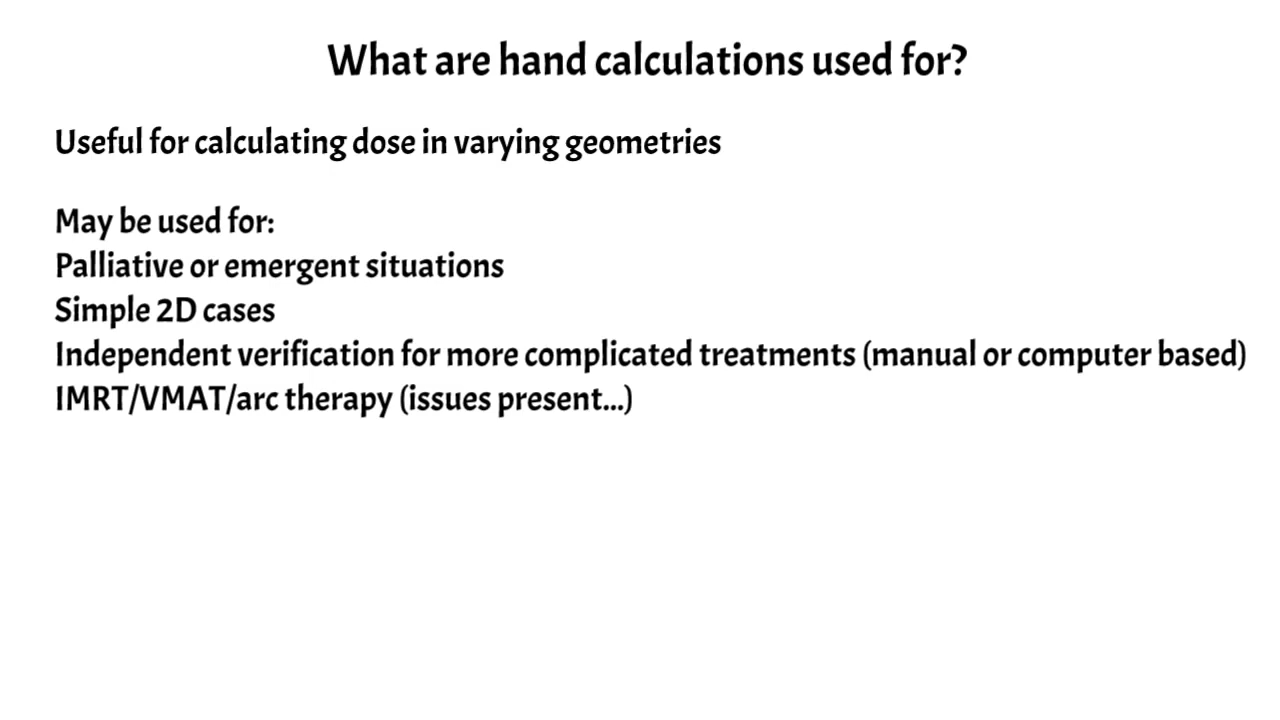 What are hand calculations used for?
Useful for calculating dose in varying geometries
May be used for:
Palliative or emergent situations
Simple 2D cases
Independent verification for more complicated treatments (manual or computer based)
IMRT/VMAT/arc therapy (issues present...)